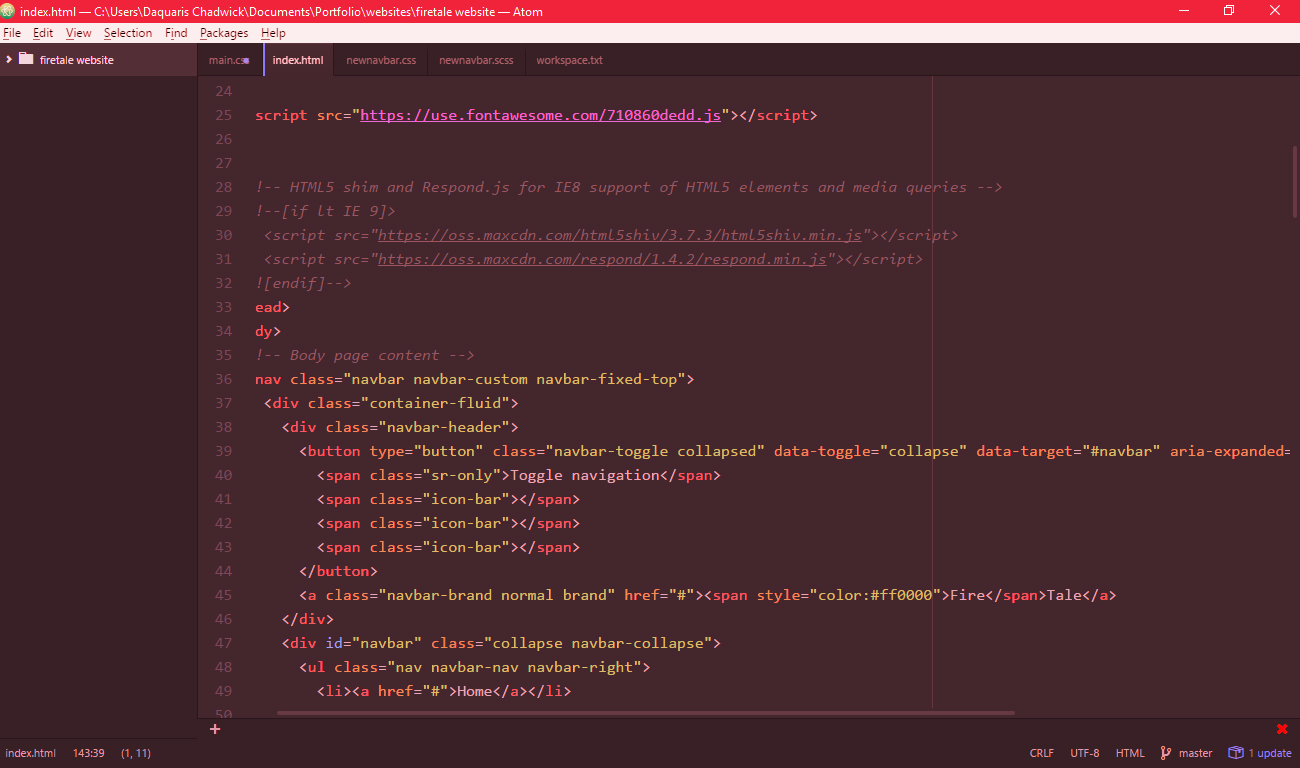 index.html — C:\Users\Daquaris Chadwick\Documents\Portfolio\websites\firetale website — Atom
File Edit View Selection Find Packages Help
firetale website
main.css index.html newnavbar.css newnavbar.scss workspace.txt
24
25 script src="https://use.fontawesome.com/710860dedd.js"></script>
26
27
28 !-- HTML5 shim and Respond.js for IE8 support of HTML5 elements and media queries -->
29 !--[if lt IE 9]>
30 <script src="https://oss.maxcdn.com/html5shiv/3.7.3/html5shiv.min.js"></script>
31 <script src="https://oss.maxcdn.com/respond/1.4.2/respond.min.js"></script>
32 ![endif]-->
33 ead>
34 dy>
35 !-- Body page content -->
36 nav class="navbar navbar-custom navbar-fixed-top">
37 <div class="container-fluid">
38 <div class="navbar-header">
39 <button type="button" class="navbar-toggle collapsed" data-toggle="collapse" data-target="#navbar" aria-expanded=
40 <span class="sr-only">Toggle navigation</span>
41 <span class="icon-bar"></span>
42 <span class="icon-bar"></span>
43 <span class="icon-bar"></span>
44 </button>
45 <a class="navbar-brand normal brand" href="#"><span style="color:#ff0000">Fire</span>Tale</a>
46 </div>
47 <div id="navbar" class="collapse navbar-collapse">
48 <ul class="nav navbar-nav navbar-right">
49 <li><a href="#">Home</a></li>
50
+
index.html 143:39 (1, 11) CRLF UTF-8 HTML master 1 update